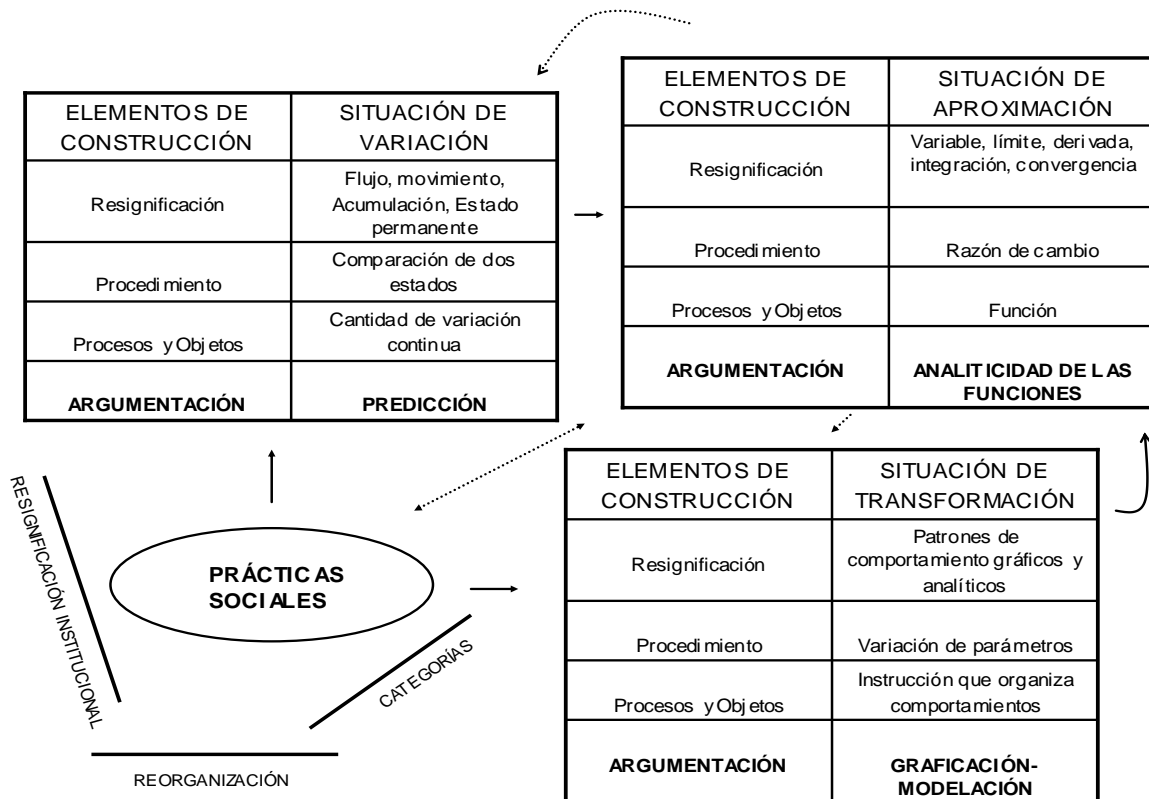 ELEMENTOS DE
CONSTRUCCIÓN
SITUACIÓN DE
VARIACIÓN
Resignificación
Flujo, movimiento,
Acumulación, Estado
permanente
Procedimiento
Comparación de dos
estados
Procesos y Objetos
Cantidad de variación
continua
ARGUMENTACIÓN
PREDICCIÓN
ELEMENTOS DE
CONSTRUCCIÓN
SITUACIÓN DE
APROXIMACIÓN
Resignificación
Variable, límite, derivada,
integración, convergencia
Procedimiento
Razón de cambio
Procesos y Objetos
Función
ARGUMENTACIÓN
ANALITICIDAD DE LAS
FUNCIONES
ELEMENTOS DE
CONSTRUCCIÓN
SITUACIÓN DE
TRANSFORMACIÓN
Resignificación
Patrones de
comportamiento gráficos y
analíticos
Procedimiento
Variación de parámetros
Procesos y Objetos
Instrucción que organiza
comportamientos
ARGUMENTACIÓN
GRAFICACIÓN-
MODELACIÓN
PRÁCTICAS
SOCIALES
RESIGNIFICACIÓN INSTITUCIONAL
CATEGORÍAS
REORGANIZACIÓN